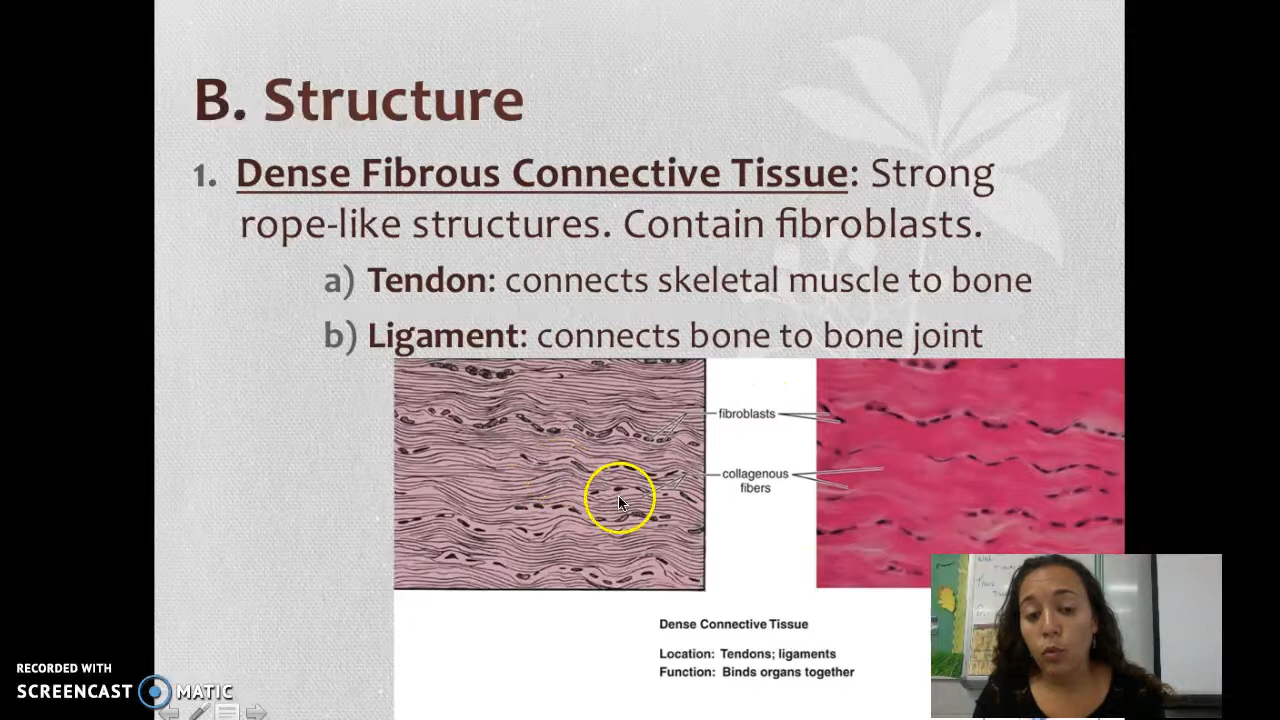 B. Structure
1. Dense Fibrous Connective Tissue: Strong
rope-like structures. Contain fibroblasts.
a) Tendon: connects skeletal muscle to bone
b) Ligament: connects bone to bone joint
fibroblasts
collagenous
fibers
Dense Connective Tissue
Location: Tendons; ligaments
Function: Binds organs together
RECORDED WITH
SCREENCAST MATIC